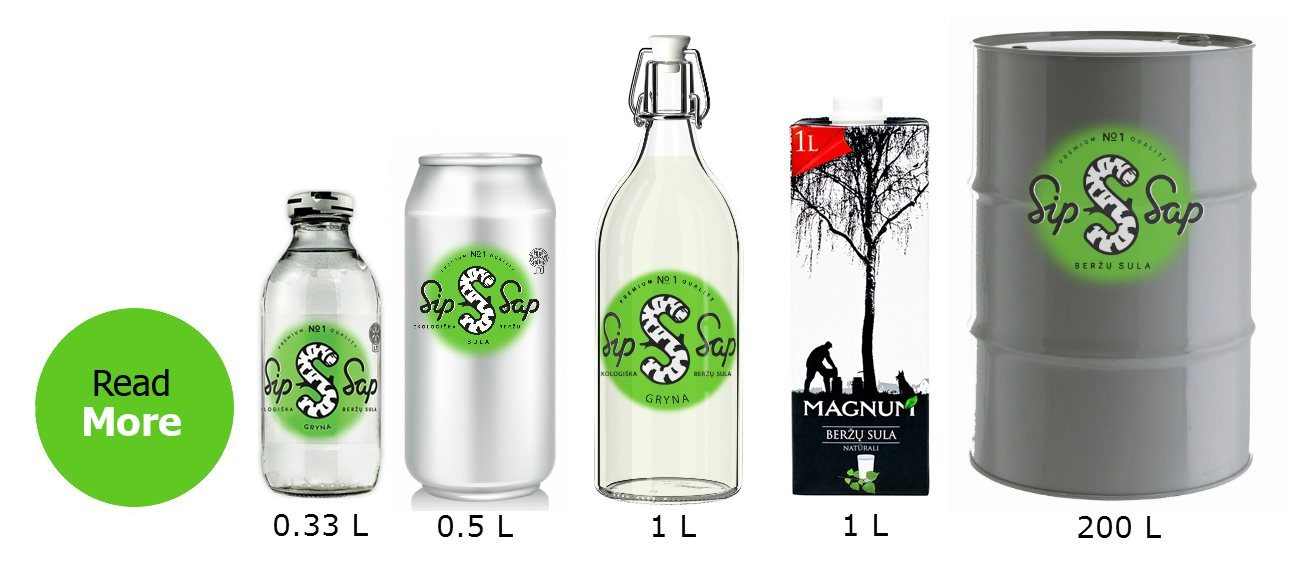 Read
More
PREMIUM №1 QUALITY
Sip S Sap
LOGIŠKA BERŽŲ SULA
GRYNA
0.33 L
PREMIUM №1 QUALITY
Sip S Sap
EKOLOGIŠKA BERŽŲ
SULA
0.5 L
PREMIUM №1 QUALITY
Sip S Sap
KOLOGIŠKA BERŽŲ SULA
GRYNA
1 L
1L
MAGNUM
BERŽŲ SULA
NATŪRALI
1 L
PREMIUM №1 QUALITY
Sip S Sap
BERŽŲ SULA
200 L